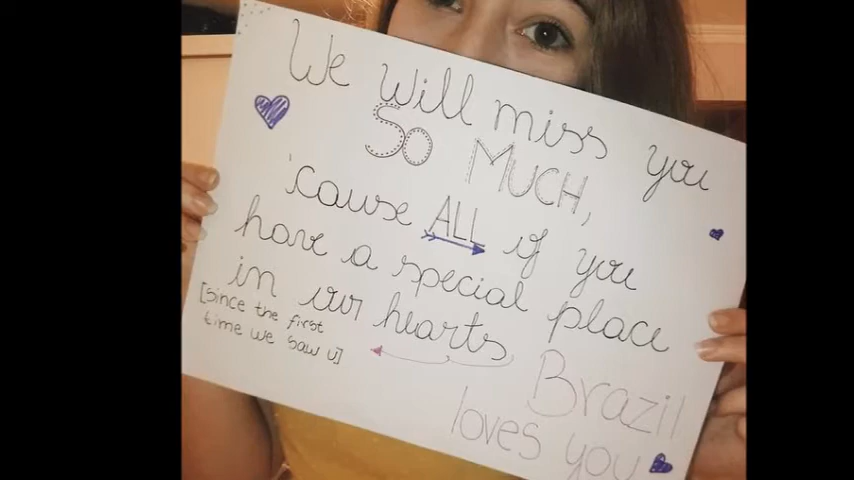 We will miss you
SO MUCH,
'cause ALL if you
have a special place
in our hearts
[since the first
time we saw u]
Brazil
loves you